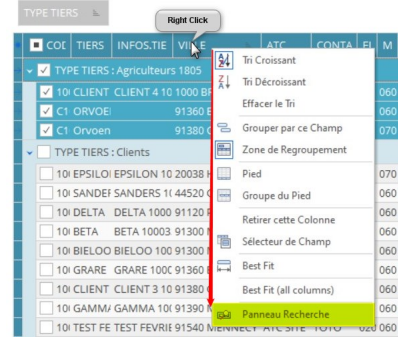 TYPE TIERS
Right Click
COD TIERS INFOS.TIE VILLE ATC CONTA M
TYPE TIERS : Agriculteurs 1805
Tri Croissant
10 CLIENT CLIENT 4 10 1000 060
Tri Décroissant
C1 ORVOE 91360 060
Effacer le Tri
C1 Orvoen 91380 070
Grouper par ce Champ
TYPE TIERS : Clients
Zone de Regroupement
10 EPSILO EPSILON 10 20038 070
Pied
10 SANDE SANDERS 1 44520 060
Groupe du Pied
10 DELTA DELTA 1000 91120 060
Retirer cette Colonne
10 BETA BETA 10003 91300 060
Sélecteur de Champ
10 BIELOO BIELOO 100 91300 060
10 GRARE GRARE 1000 91360 060
Best Fit
10 CLIENT CLIENT 3 10 91380 060
Best Fit (all columns)
10 GAMMA GAMMA 10 91390 060
Panneau Recherche
10 TEST FE TEST FEVRIE 91540 MENNECY ATC SITE TOTO 020 060